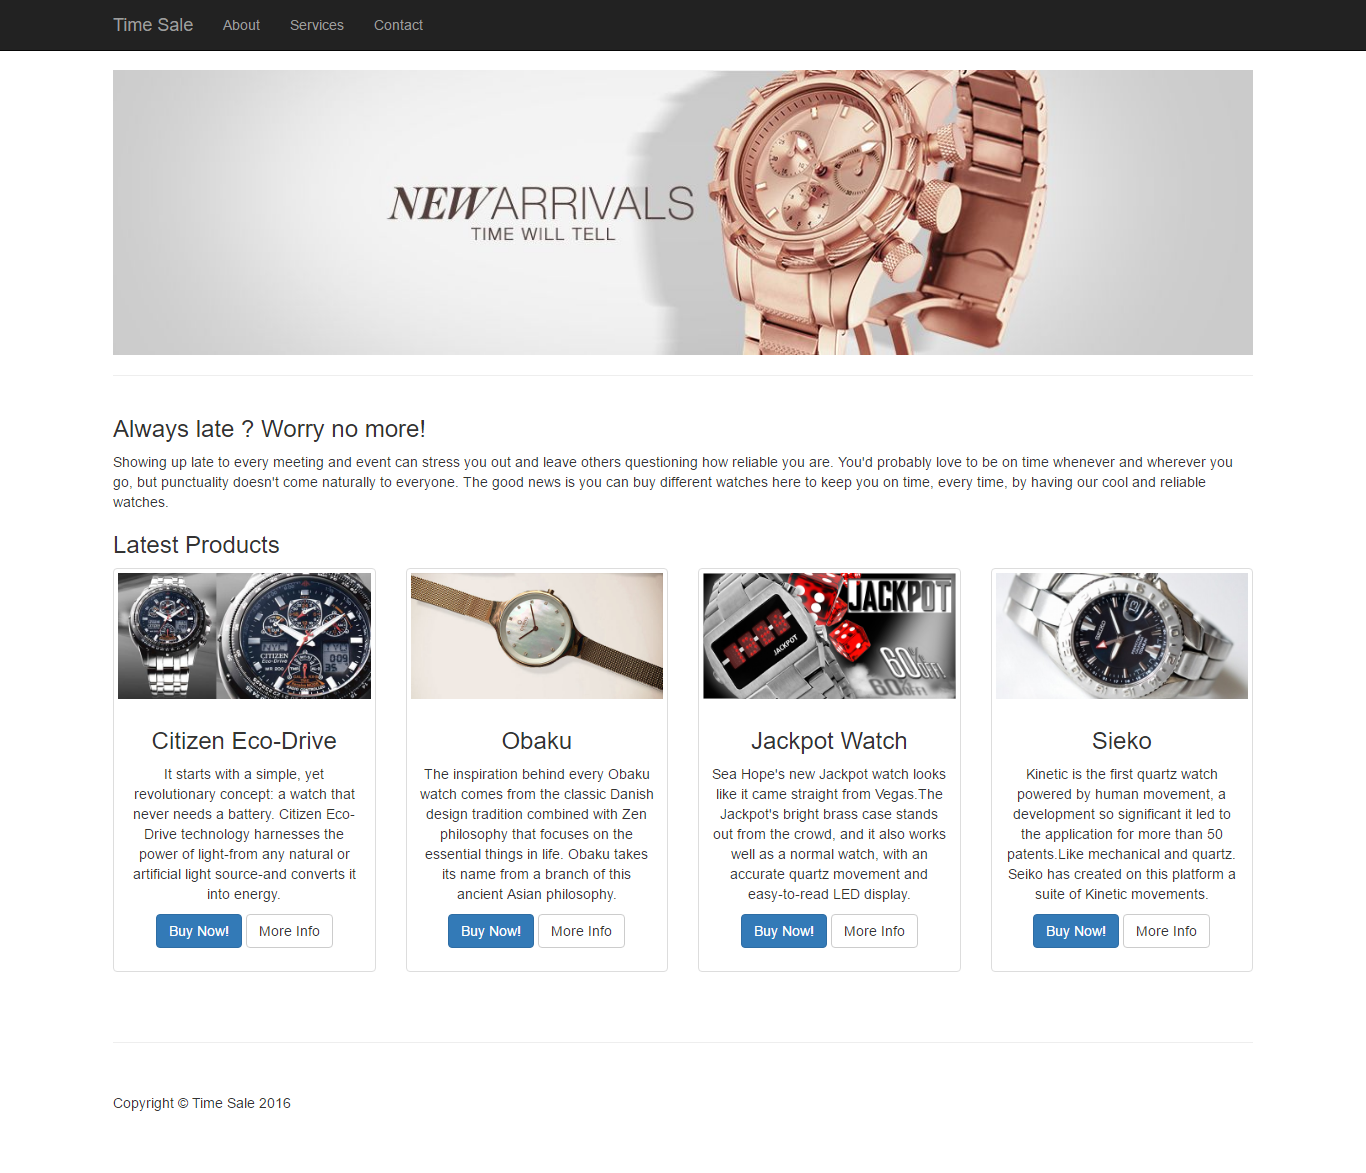 Time Sale About Services Contact
NEW ARRIVALS
TIME WILL TELL
Always late ? Worry no more!
Showing up late to every meeting and event can stress you out and leave others questioning how reliable you are. You'd probably love to be on time whenever and wherever you
go, but punctuality doesn't come naturally to everyone. The good news is you can buy different watches here to keep you on time, every time, by having our cool and reliable
watches.
Latest Products
CITIZEN
Eco-Drive
WR 200
JACKPOT
JACKPOT
60% OFF!
SEIKO
Citizen Eco-Drive
It starts with a simple, yet
revolutionary concept: a watch that
never needs a battery. Citizen Eco-
Drive technology harnesses the
power of light-from any natural or
artificial light source-and converts it
into energy.
Buy Now! More Info
Obaku
The inspiration behind every Obaku
watch comes from the classic Danish
design tradition combined with Zen
philosophy that focuses on the
essential things in life. Obaku takes
its name from a branch of this
ancient Asian philosophy.
Buy Now! More Info
Jackpot Watch
Sea Hope's new Jackpot watch looks
like it came straight from Vegas.The
Jackpot's bright brass case stands
out from the crowd, and it also works
well as a normal watch, with an
accurate quartz movement and
easy-to-read LED display.
Buy Now! More Info
Sieko
Kinetic is the first quartz watch
powered by human movement, a
development so significant it led to
the application for more than 50
patents.Like mechanical and quartz.
Seiko has created on this platform a
suite of Kinetic movements.
Buy Now! More Info
Copyright © Time Sale 2016